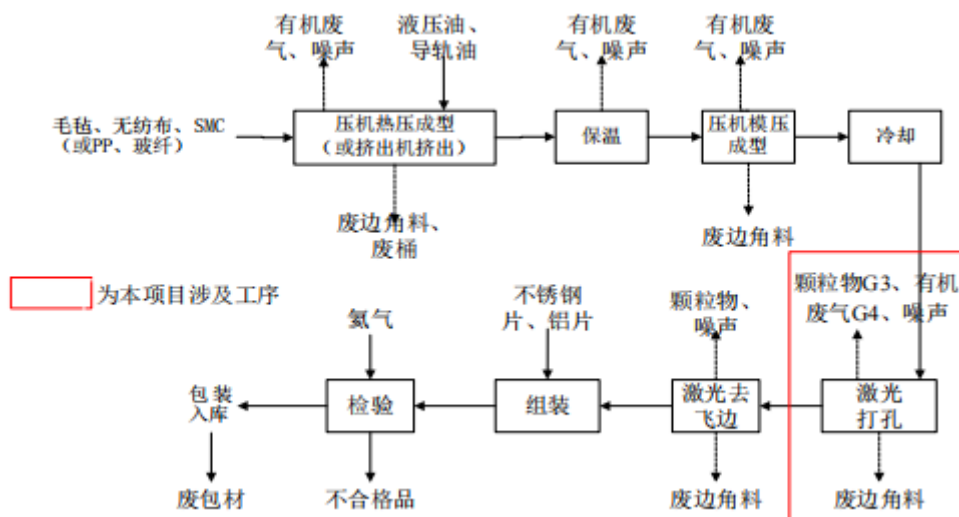 有机废
气、噪声
液压油、
导轨油
有机废
气、噪声
有机废
气、噪声
毛毡、无纺布、SMC
（或PP、玻纤）
压机热压成型
（或挤出机挤出）
保温
压机模压
成型
冷却
废边角料、
废桶
废边角料
为本项目涉及工序
氦气
不锈钢
片、铝片
颗粒物、
噪声
颗粒物G3、有机
废气G4、噪声
包装
入库
检验
组装
激光去
飞边
激光
打孔
废包材
不合格品
废边角料
废边角料